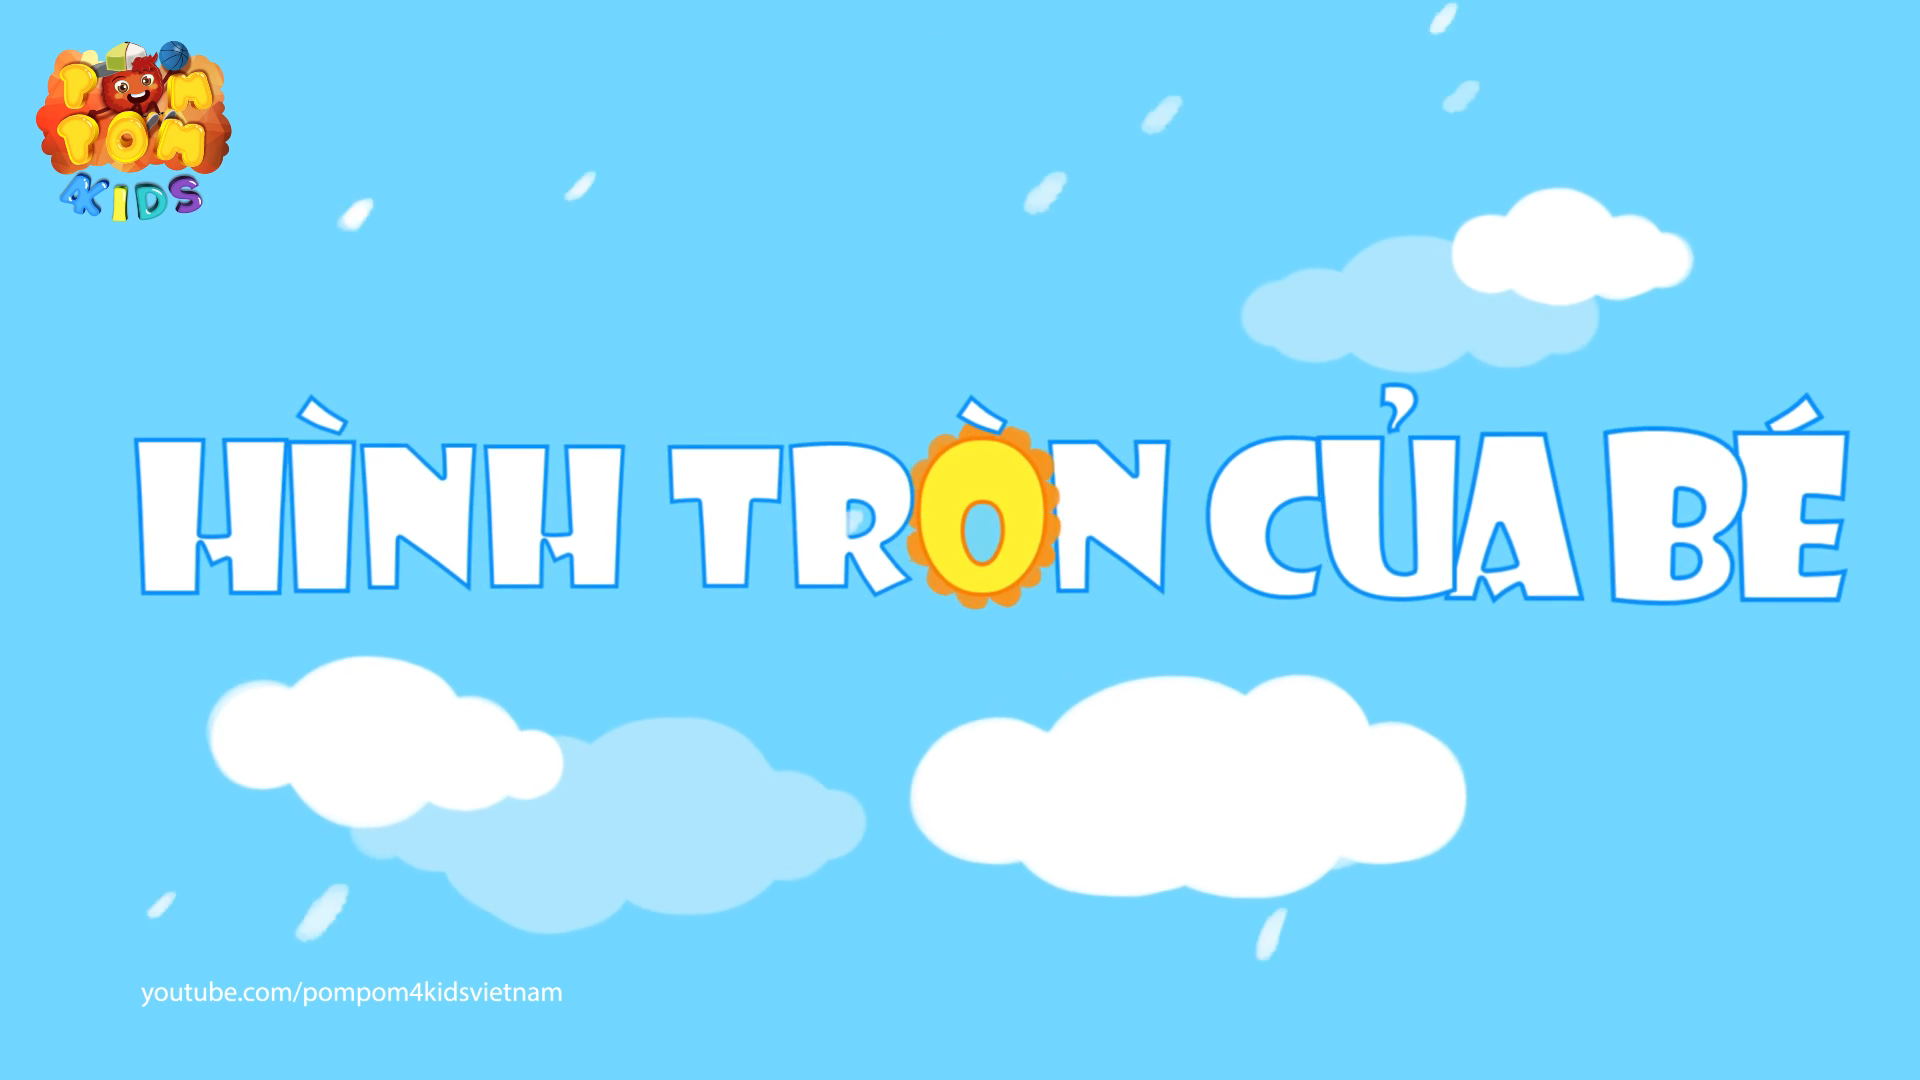 POM
POM
4KIDS
HÌNH TRÒN CỦA BÉ
youtube.com/pompom4kidsvietnam